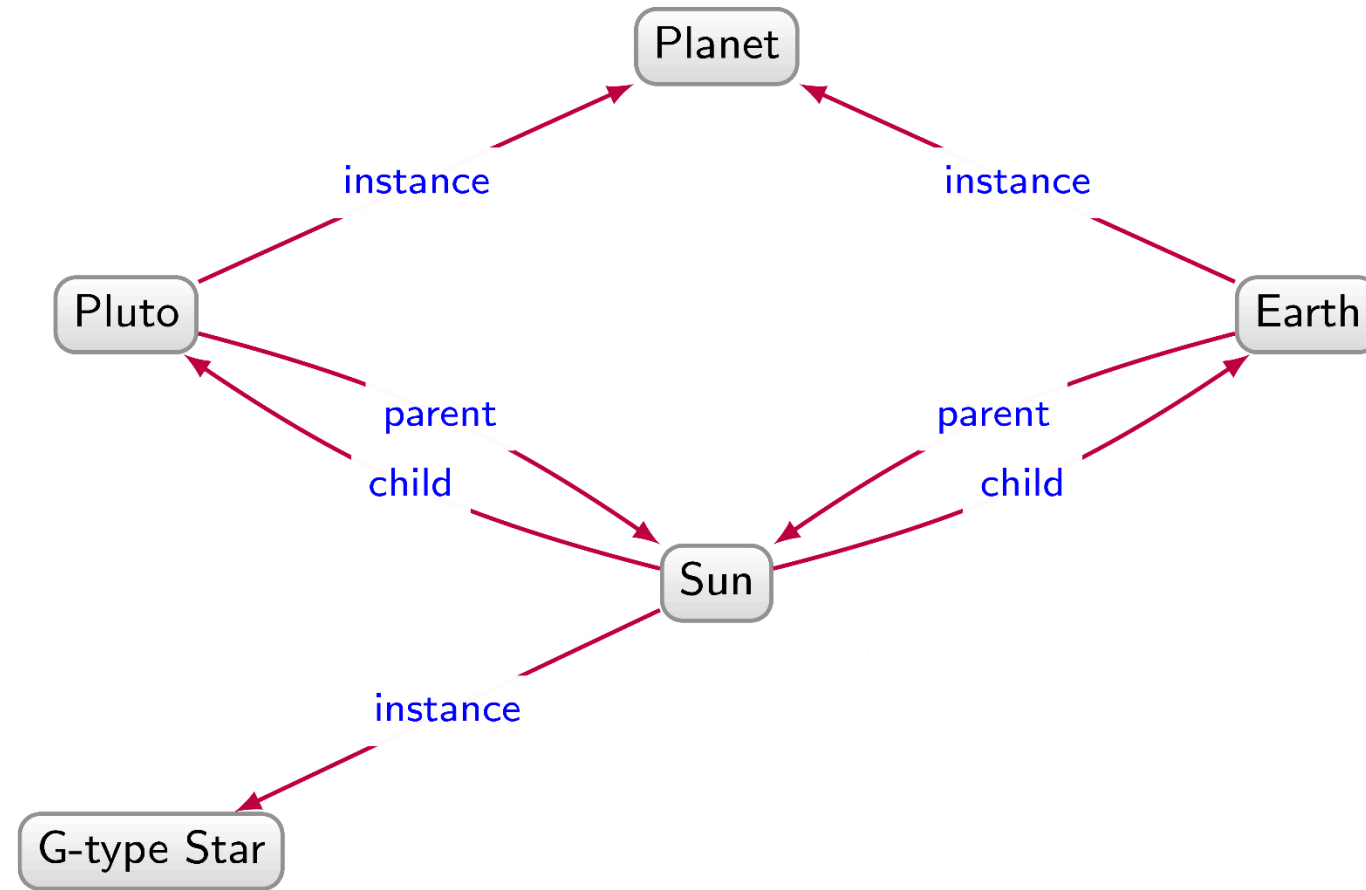 Planet
instance
instance
Pluto
Earth
parent
parent
child
child
Sun
instance
G-type Star